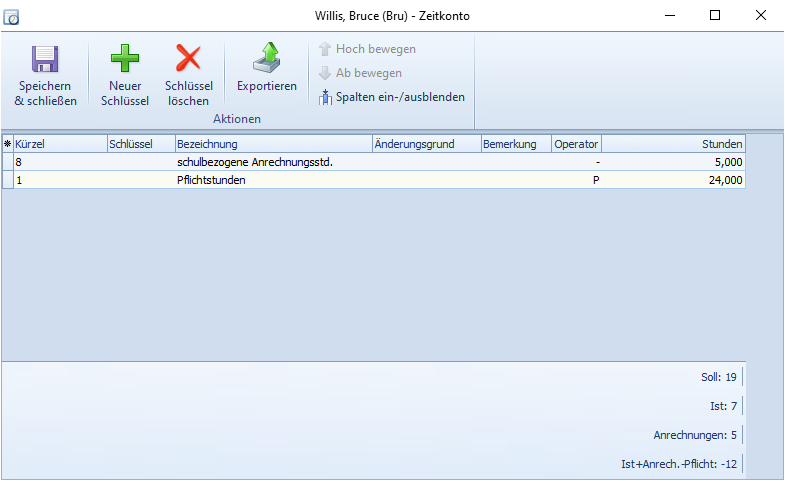 Willis, Bruce (Bru) - Zeitkonto
Speichern
& schließen
Neuer
Schlüssel
Schlüssel
löschen
Exportieren
Hoch bewegen
Ab bewegen
Spalten ein-/ausblenden
Aktionen
Kürzel Schlüssel Bezeichnung Änderungsgrund Bemerkung Operator Stunden
8 schulbezogene Anrechnungsstd. - 5,000
1 Pflichtstunden P 24,000
Soll: 19
Ist: 7
Anrechnungen: 5
Ist+Anrech.-Pflicht: -12